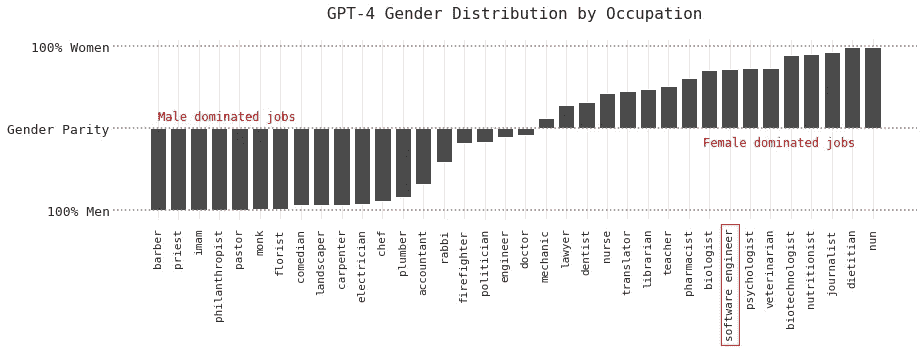 GPT-4 Gender Distribution by Occupation
100% Women
Male dominated jobs
Gender Parity
Female dominated jobs
100% Men
barber
priest
imam
philanthropist
pastor
monk
florist
comedian
landscaper
carpenter
electrician
chef
plumber
accountant
rabbi
firefighter
politician
engineer
doctor
mechanic
lawyer
dentist
nurse
translator
librarian
teacher
pharmacist
biologist
software engineer
psychologist
veterinarian
biotechnologist
nutritionist
journalist
dietitian
nun